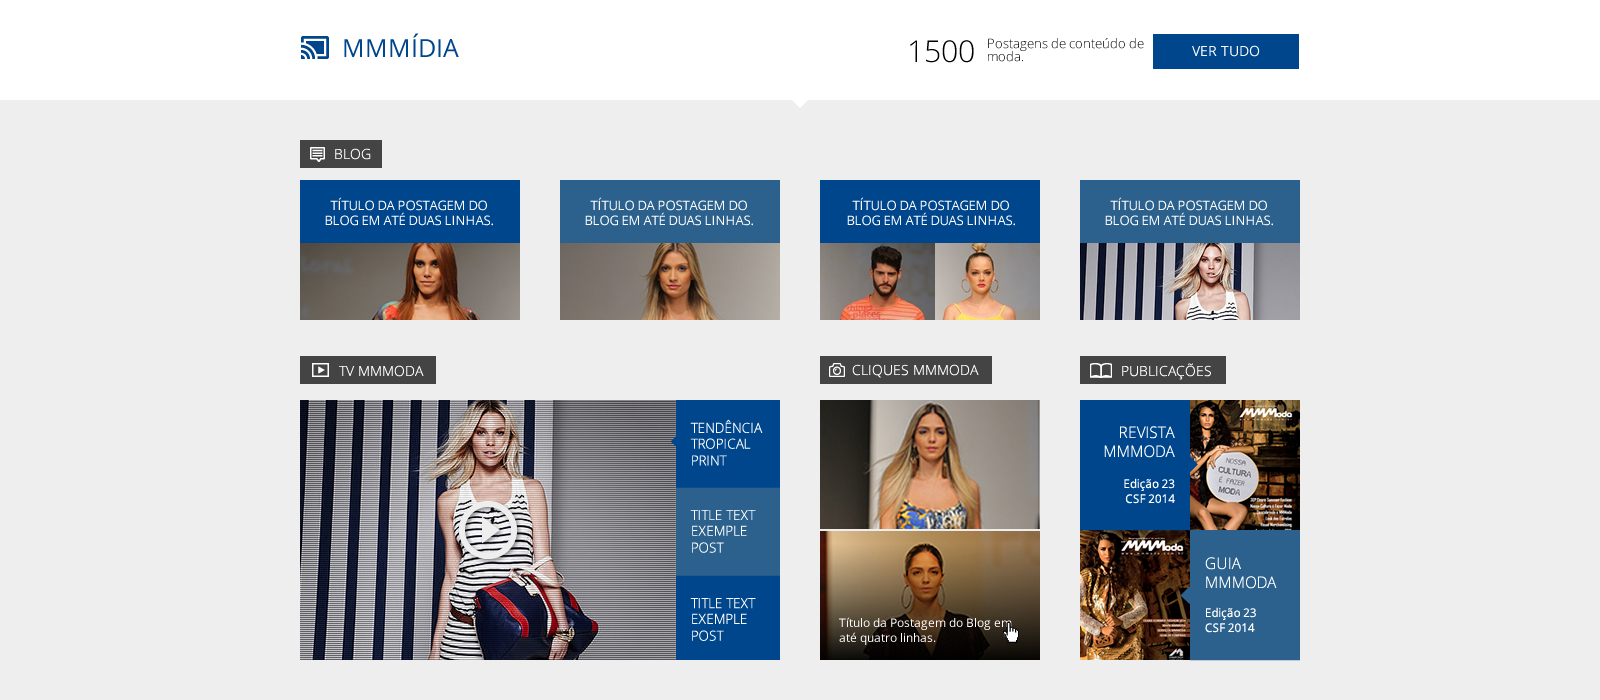 MMMÍDIA
1500
Postagens de conteúdo de
moda.
VER TUDO
BLOG
TÍTULO DA POSTAGEM DO
BLOG EM ATÉ DUAS LINHAS.
TÍTULO DA POSTAGEM DO
BLOG EM ATÉ DUAS LINHAS.
TÍTULO DA POSTAGEM DO
BLOG EM ATÉ DUAS LINHAS.
TÍTULO DA POSTAGEM DO
BLOG EM ATÉ DUAS LINHAS.
TV MMMODA
TENDÊNCIA
TROPICAL
PRINT
TITLE TEXT
EXEMPLE
POST
TITLE TEXT
EXEMPLE
POST
CLIQUES MMMODA
Título da Postagem do Blog em
até quatro linhas.
PUBLICAÇÕES
REVISTA
MMMODA
Edição 23
CSF 2014
MMModa
NOSSA
CULTURA
É FAZER
MODA
MMModa
GUIA
MMMODA
Edição 23
CSF 2014